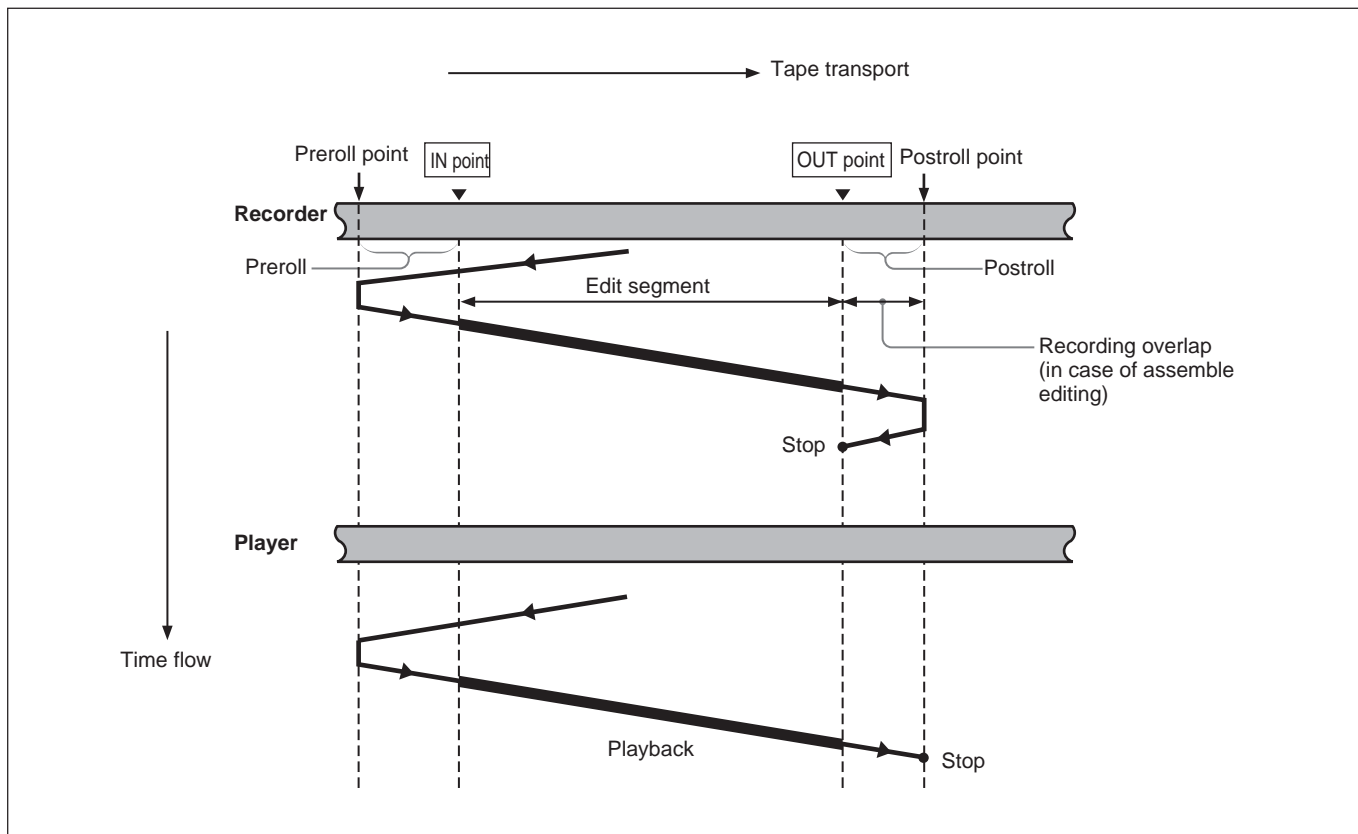 Tape transport
Preroll point
IN point
OUT point
Postroll point
Recorder
Preroll
Postroll
Edit segment
Recording overlap
(in case of assemble
editing)
Stop
Player
Time flow
Playback
Stop